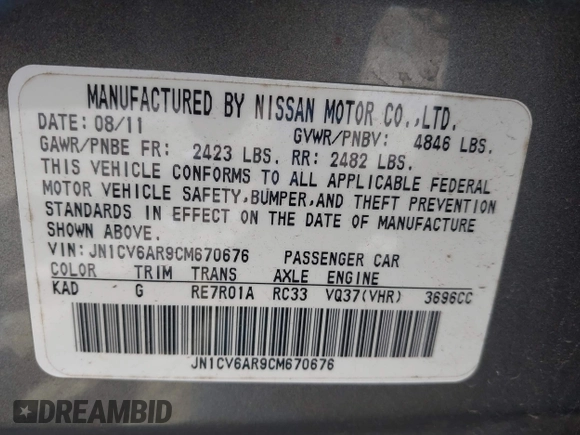 MANUFACTURED BY NISSAN MOTOR CO.,LTD.
DATE: 08/11 GVWR/PNBV: 4846 LBS.
GAWR/PNBE FR: 2423 LBS. RR: 2482 LBS.
THIS VEHICLE CONFORMS TO ALL APPLICABLE FEDERAL
MOTOR VEHICLE SAFETY,BUMPER,AND THEFT PREVENTION
STANDARDS IN EFFECT ON THE DATE OF MANUFACTURE
SHOWN ABOVE.
VIN: JN1CV6AR9CM670676 PASSENGER CAR
COLOR TRIM TRANS AXLE ENGINE
KAD G RE7R01A RC33 VQ37(VHR) 3696CC
JN1CV6AR9CM670676
DREAMBID